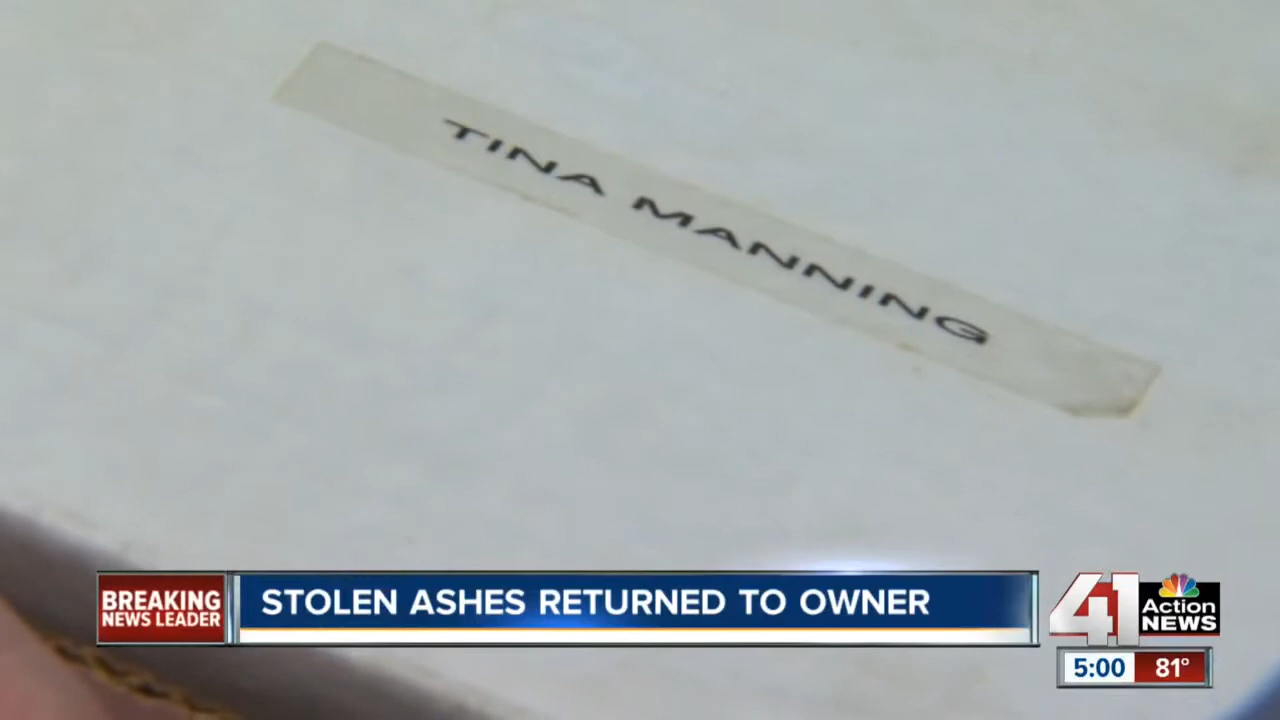 TINA MANNING
BREAKING
NEWS LEADER
STOLEN ASHES RETURNED TO OWNER
41
Action
NEWS
5:00
81°